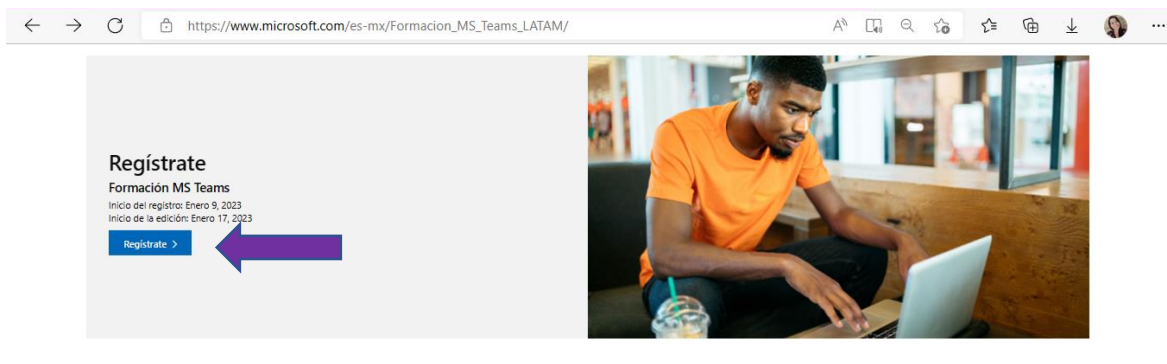 https://www.microsoft.com/es-mx/Formacion_MS_Teams_LATAM/
Regístrate
Formación MS Teams
Inicio del registro: Enero 9, 2023
Inicio de la edición: Enero 17, 2023
Regístrate >